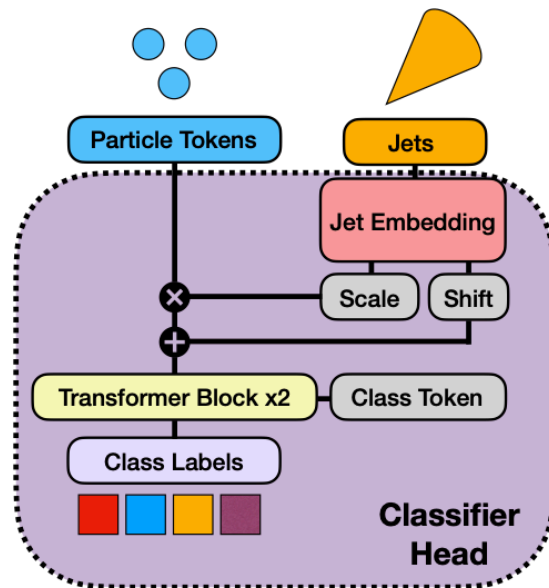 Particle Tokens
Jets
Jet Embedding
Scale
Shift
Transformer Block x2
Class Token
Class Labels
Classifier
Head